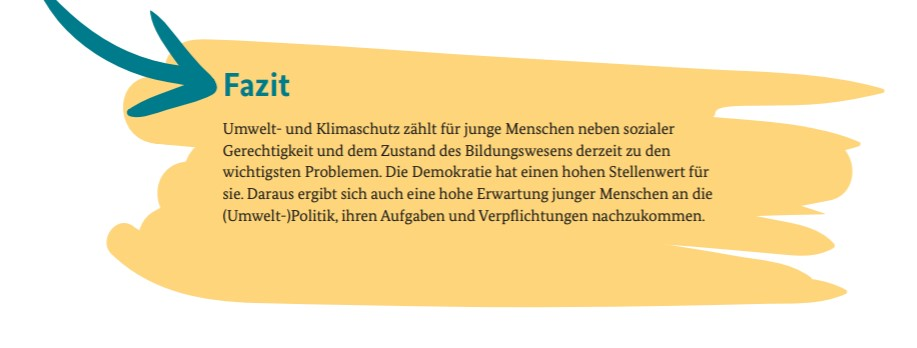 Fazit
Umwelt- und Klimaschutz zählt für junge Menschen neben sozialer
Gerechtigkeit und dem Zustand des Bildungswesens derzeit zu den
wichtigsten Problemen. Die Demokratie hat einen hohen Stellenwert für
sie. Daraus ergibt sich auch eine hohe Erwartung junger Menschen an die
(Umwelt-)Politik, ihren Aufgaben und Verpflichtungen nachzukommen.